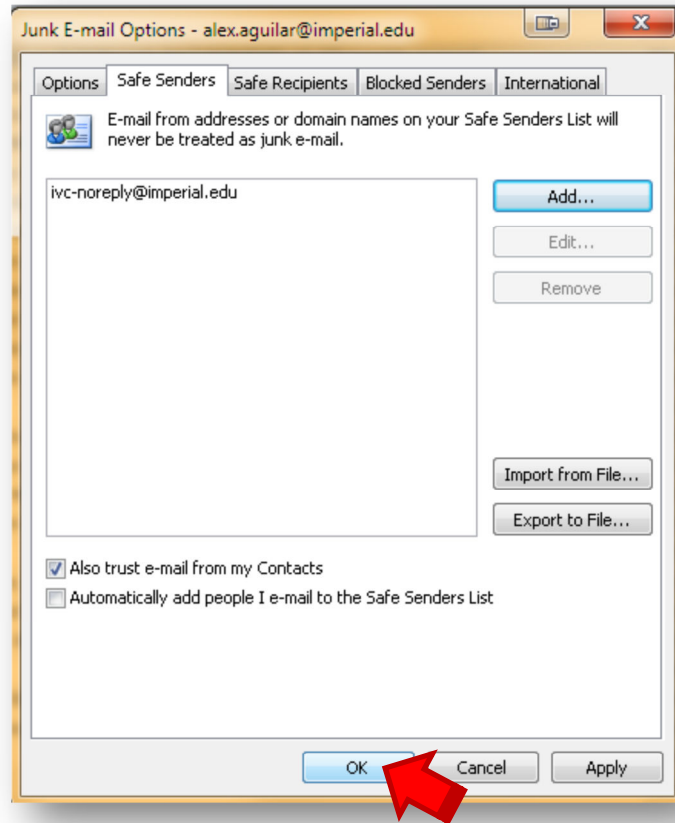 Junk E-mail Options - alex.aguilar@imperial.edu
Options Safe Senders Safe Recipients Blocked Senders International
E-mail from addresses or domain names on your Safe Senders List will
never be treated as junk e-mail.
ivc-noreply@imperial.edu
Add...
Edit...
Remove
Import from File...
Export to File...
Also trust e-mail from my Contacts
Automatically add people I e-mail to the Safe Senders List
OK Cancel Apply